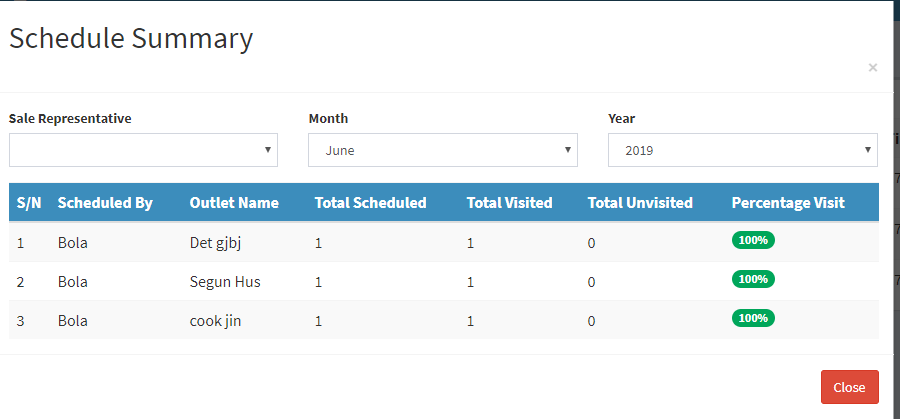 Schedule Summary
×
Sale Representative Month Year
June 2019
S/N Scheduled By Outlet Name Total Scheduled Total Visited Total Unvisited Percentage Visit
1 Bola Det gjbj 1 1 0 100%
2 Bola Segun Hus 1 1 0 100%
3 Bola cook jin 1 1 0 100%
Close